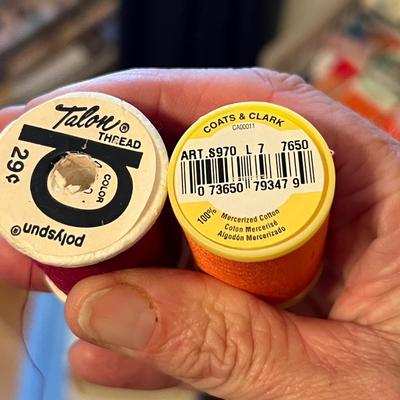 Talon®
THREAD
COLOR
29¢
polyspun®
COATS & CLARK
CA00011
ART. S970 L 7 7650
0 73650 79347 9
100%
Mercerized Cotton
Coton Mercerisé
Algodón Mercerizado